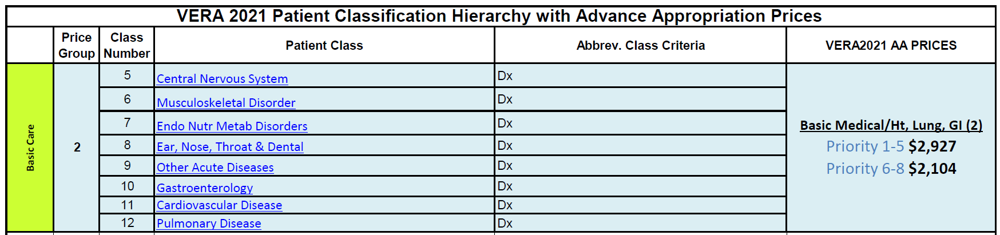 VERA 2021 Patient Classification Hierarchy with Advance Appropriation Prices
Price Group Class Number Patient Class Abbrev. Class Criteria VERA2021 AA PRICES
Basic Care
2
5 Central Nervous System Dx
6 Musculoskeletal Disorder Dx
7 Endo Nutr Metab Disorders Dx
8 Ear, Nose, Throat & Dental Dx
9 Other Acute Diseases Dx
10 Gastroenterology Dx
11 Cardiovascular Disease Dx
12 Pulmonary Disease Dx
Basic Medical/Ht, Lung, GI (2)
Priority 1-5 $2,927
Priority 6-8 $2,104